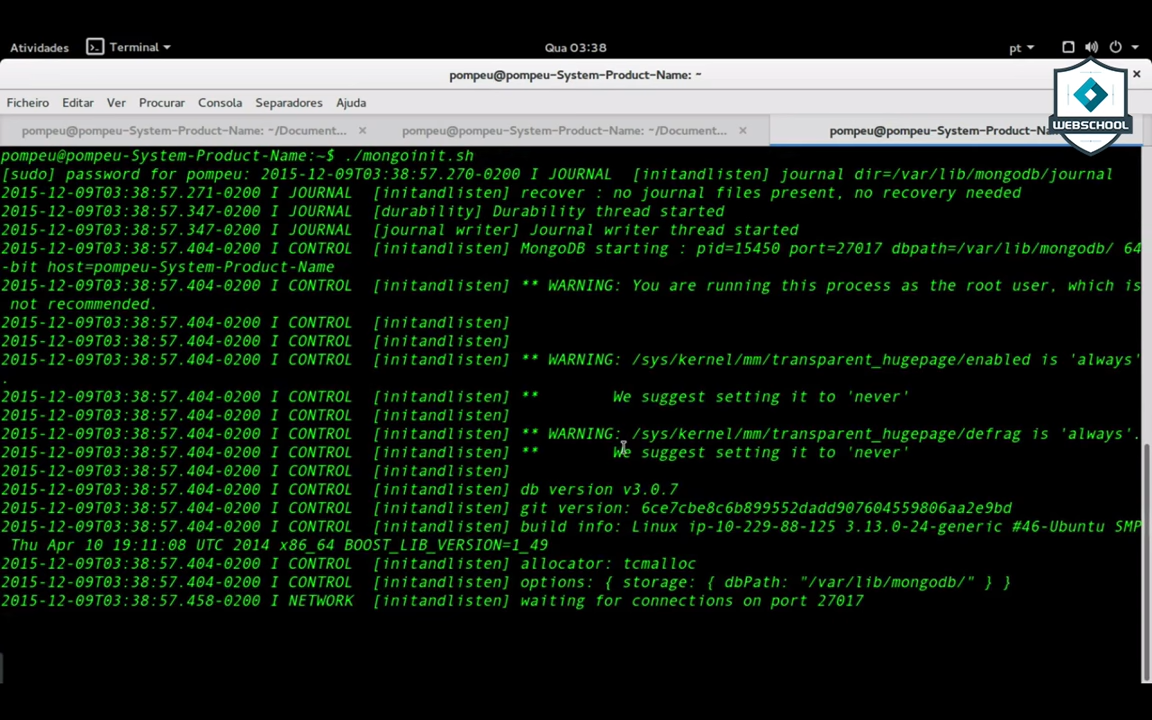 Atividades Terminal Qua 03:38 pt
pompeu@pompeu-System-Product-Name: ~
Ficheiro Editar Ver Procurar Consola Separadores Ajuda
WEBSCHOOL
pompeu@pompeu-System-Product-Name: ~/Document... × pompeu@pompeu-System-Product-Name: ~/Document... × pompeu@pompeu-System-Product-Na
pompeu@pompeu-System-Product-Name:~$ ./mongoinit.sh
[sudo] password for pompeu: 2015-12-09T03:38:57.270-0200 I JOURNAL  [initandlisten] journal dir=/var/lib/mongodb/journal
2015-12-09T03:38:57.271-0200 I JOURNAL  [initandlisten] recover : no journal files present, no recovery needed
2015-12-09T03:38:57.347-0200 I JOURNAL  [durability] Durability thread started
2015-12-09T03:38:57.347-0200 I JOURNAL  [journal writer] Journal writer thread started
2015-12-09T03:38:57.404-0200 I CONTROL  [initandlisten] MongoDB starting : pid=15450 port=27017 dbpath=/var/lib/mongodb/ 64
-bit host=pompeu-System-Product-Name
2015-12-09T03:38:57.404-0200 I CONTROL  [initandlisten] ** WARNING: You are running this process as the root user, which is
not recommended.
2015-12-09T03:38:57.404-0200 I CONTROL  [initandlisten]
2015-12-09T03:38:57.404-0200 I CONTROL  [initandlisten]
2015-12-09T03:38:57.404-0200 I CONTROL  [initandlisten] ** WARNING: /sys/kernel/mm/transparent_hugepage/enabled is 'always'
.
2015-12-09T03:38:57.404-0200 I CONTROL  [initandlisten] **        We suggest setting it to 'never'
2015-12-09T03:38:57.404-0200 I CONTROL  [initandlisten]
2015-12-09T03:38:57.404-0200 I CONTROL  [initandlisten] ** WARNING: /sys/kernel/mm/transparent_hugepage/defrag is 'always'.
2015-12-09T03:38:57.404-0200 I CONTROL  [initandlisten] **        We suggest setting it to 'never'
2015-12-09T03:38:57.404-0200 I CONTROL  [initandlisten]
2015-12-09T03:38:57.404-0200 I CONTROL  [initandlisten] db version v3.0.7
2015-12-09T03:38:57.404-0200 I CONTROL  [initandlisten] git version: 6ce7cbe8c6b899552dadd907604559806aa2e9bd
2015-12-09T03:38:57.404-0200 I CONTROL  [initandlisten] build info: Linux ip-10-229-88-125 3.13.0-24-generic #46-Ubuntu SMP
Thu Apr 10 19:11:08 UTC 2014 x86_64 BOOST_LIB_VERSION=1_49
2015-12-09T03:38:57.404-0200 I CONTROL  [initandlisten] allocator: tcmalloc
2015-12-09T03:38:57.404-0200 I CONTROL  [initandlisten] options: { storage: { dbPath: "/var/lib/mongodb/" } }
2015-12-09T03:38:57.458-0200 I NETWORK  [initandlisten] waiting for connections on port 27017